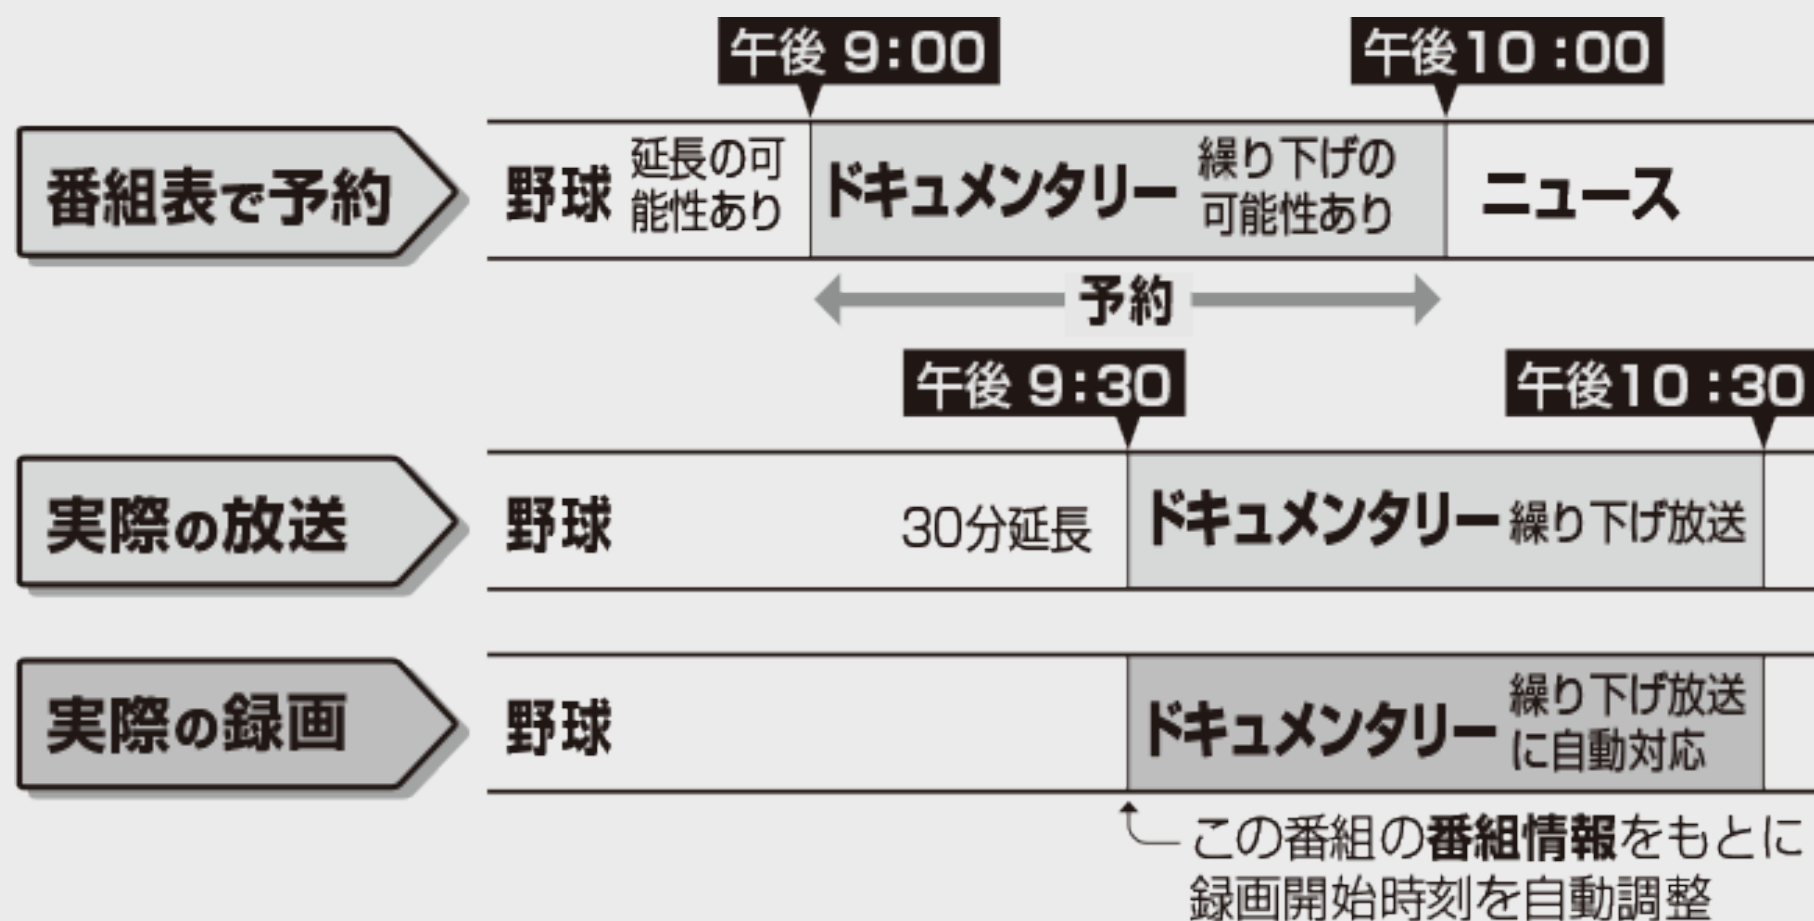 午後 9:00
午後10:00
番組表で予約
野球
延長の可
能性あり
ドキュメンタリー
繰り下げの
可能性あり
ニュース
予約
午後 9:30
午後10:30
実際の放送
野球
30分延長
ドキュメンタリー 繰り下げ放送
実際の録画
野球
ドキュメンタリー
繰り下げ放送
に自動対応
この番組の番組情報をもとに
録画開始時刻を自動調整